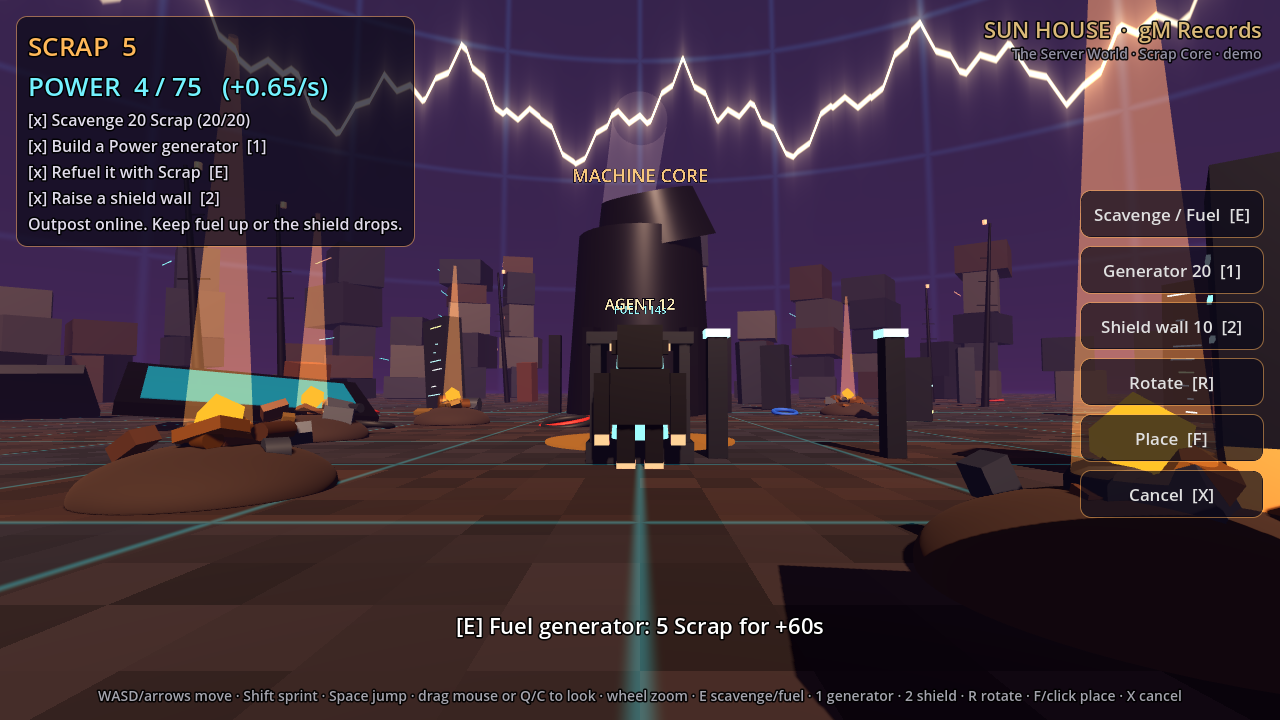 SCRAP 5
POWER 4 / 75 (+0.65/s)
[x] Scavenge 20 Scrap (20/20)
[x] Build a Power generator [1]
[x] Refuel it with Scrap [E]
[x] Raise a shield wall [2]
Outpost online. Keep fuel up or the shield drops.
SUN HOUSE · gM Records
The Server World · Scrap Core · demo
MACHINE CORE
AGENT 12
Scavenge / Fuel [E]
Generator 20 [1]
Shield wall 10 [2]
Rotate [R]
Place [F]
Cancel [X]
[E] Fuel generator: 5 Scrap for +60s
WASD/arrows move · Shift sprint · Space jump · drag mouse or Q/C to look · wheel zoom · E scavenge/fuel · 1 generator · 2 shield · R rotate · F/click place · X cancel